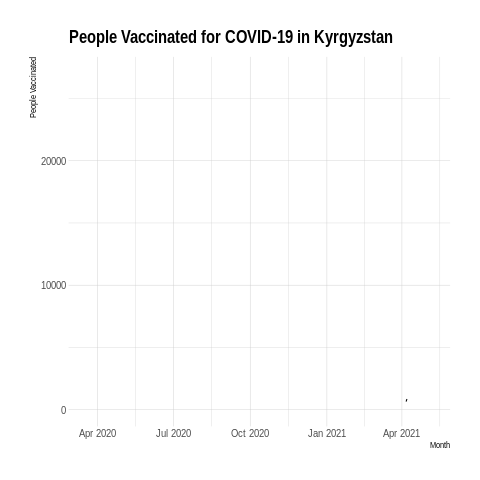 People Vaccinated for COVID-19 in Kyrgyzstan
People Vaccinated
20000
10000
0
Apr 2020 Jul 2020 Oct 2020 Jan 2021 Apr 2021
Month